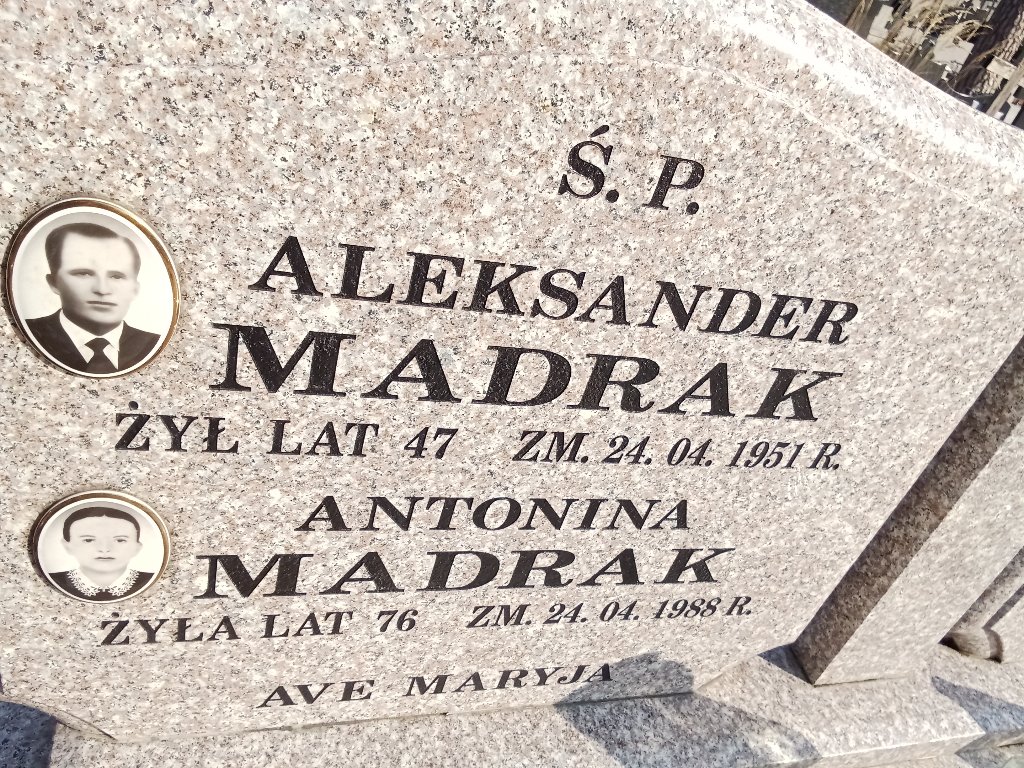 Ś. P.
ALEKSANDER
MADRAK
ŻYŁ LAT 47 ZM. 24. 04. 1951 R.
ANTONINA
MADRAK
ŻYŁA LAT 76 ZM. 24. 04. 1988 R.
AVE MARYJA